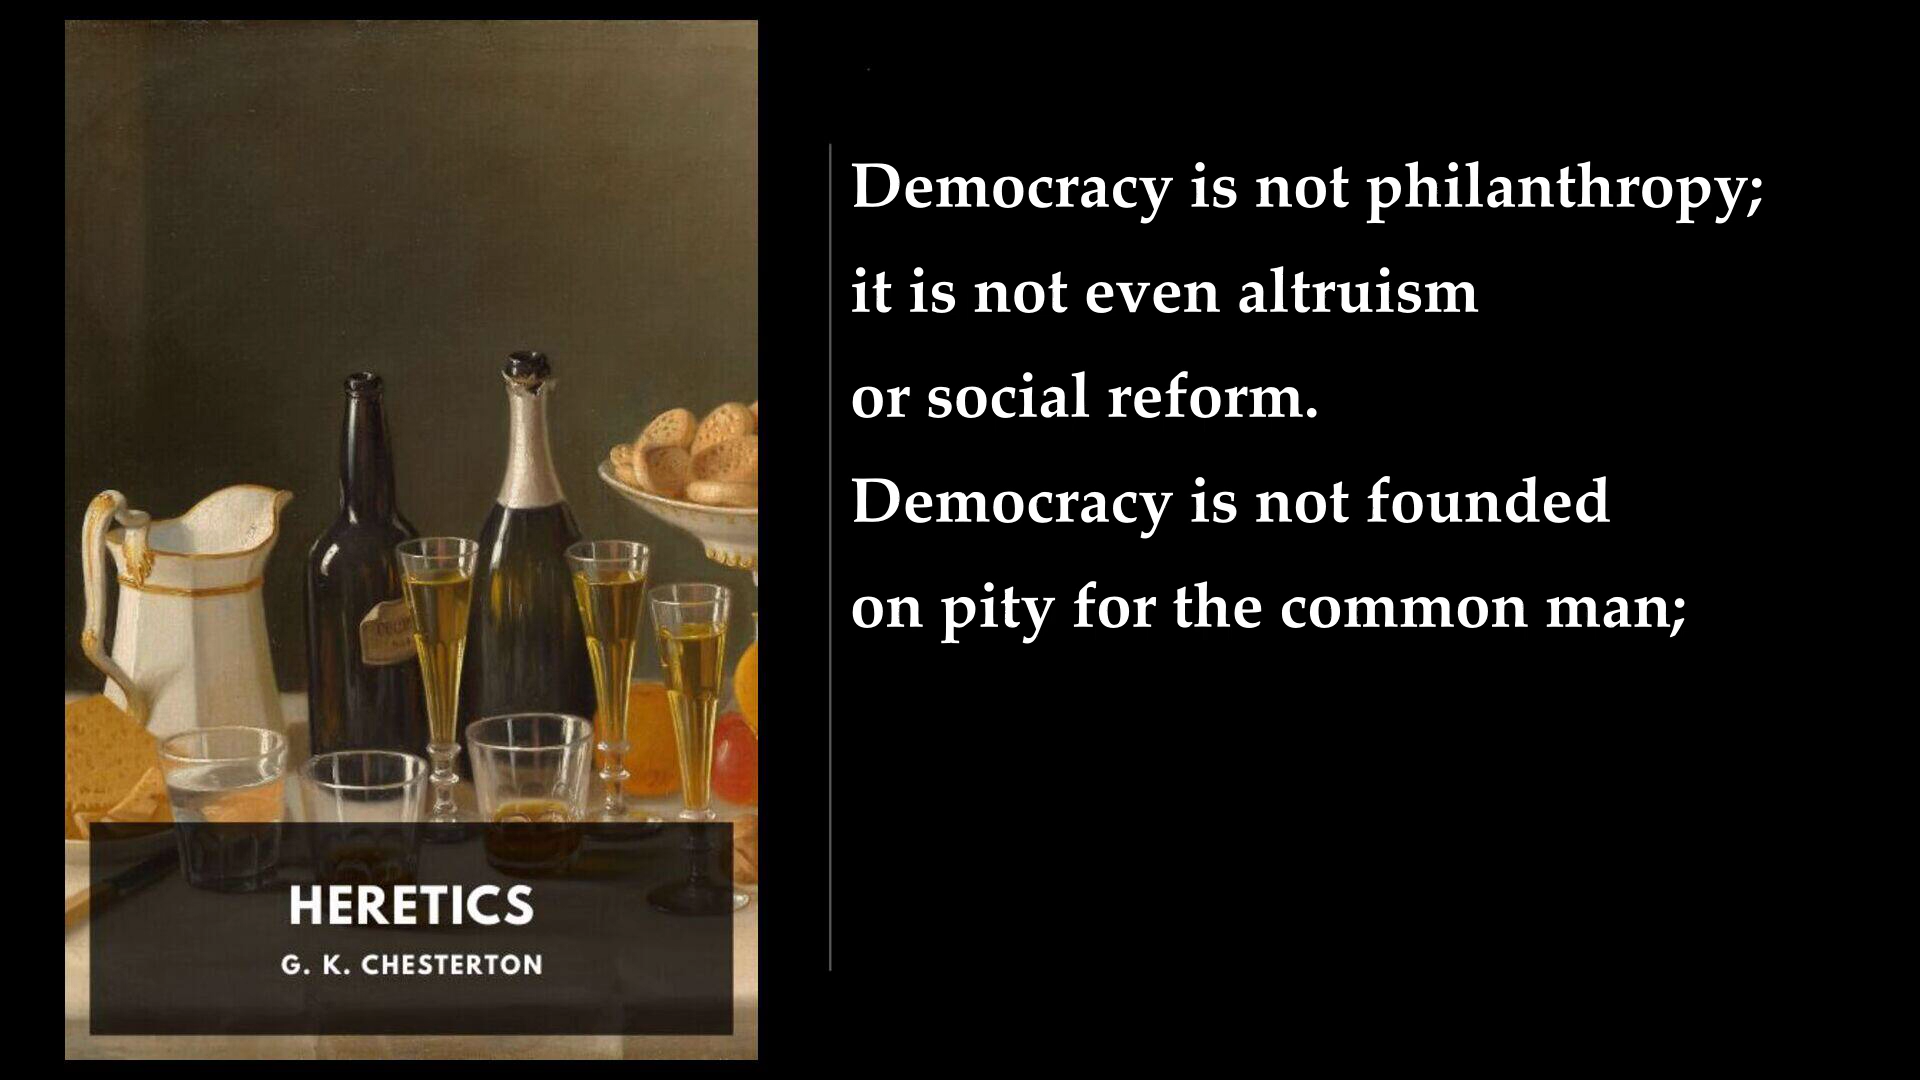 Democracy is not philanthropy;
it is not even altruism
or social reform.
Democracy is not founded
on pity for the common man;
HERETICS
G. K. CHESTERTON